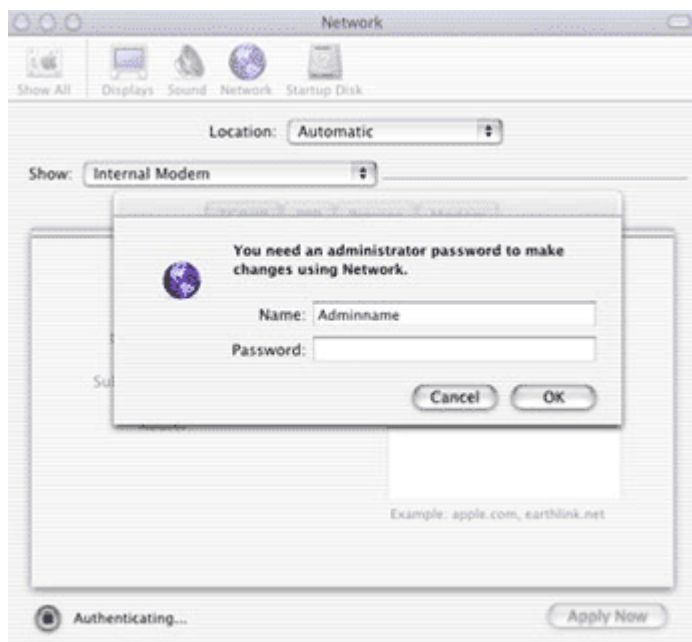 Network
Show All Displays Sound Network Startup Disk
Location: Automatic
Show: Internal Modem
You need an administrator password to make
changes using Network.
Name: Adminname
Password:
Cancel OK
Example: apple.com, earthlink.net
Authenticating... Apply Now